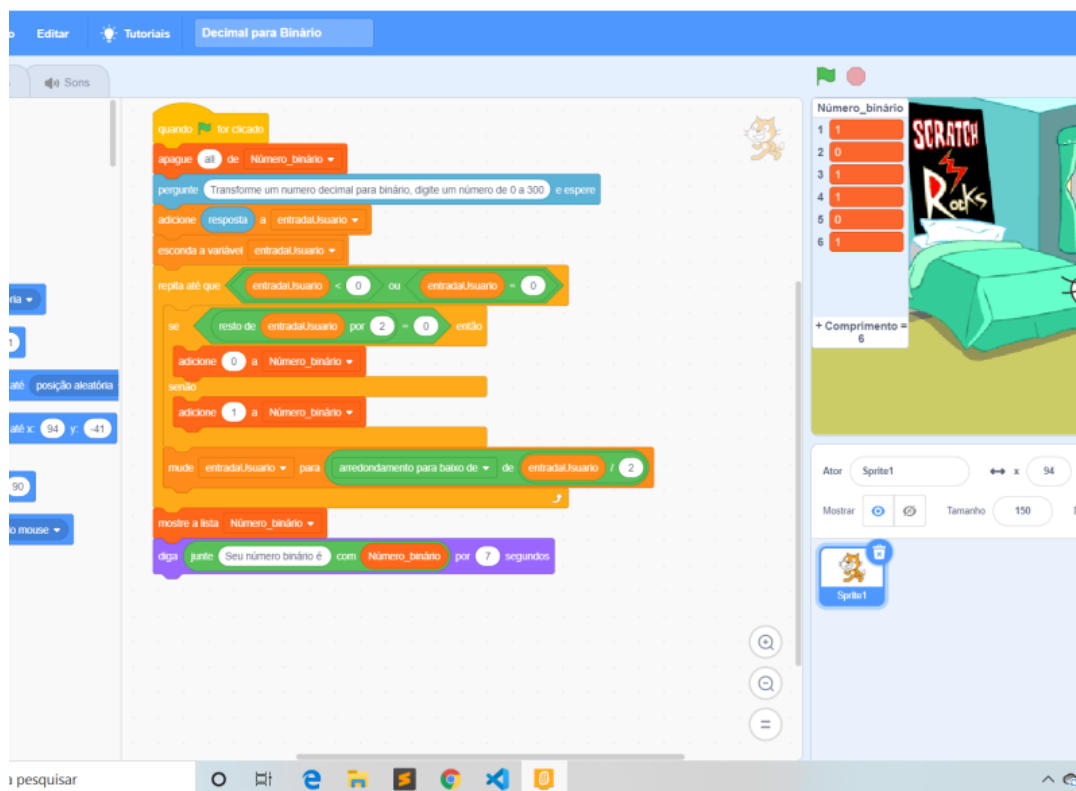 Editar
Tutoriais
Decimal para Binário
Sons
quando for clicado
apague all de Número_binário
pergunte Transforme um numero decimal para binário, digite um número de 0 a 300 e espere
adicione resposta a entradaUsuario
esconda a variável entradaUsuario
repita até que entradaUsuario < 0 ou entradaUsuario = 0
se resto de entradaUsuario por 2 = 0 então
adicione 0 a Número_binário
senão
adicione 1 a Número_binário
mude entradaUsuario para arredondamento para baixo de de entradaUsuario / 2
mostre a lista Número_binário
diga junte Seu número binário é com Número_binário por 7 segundos
até posição aleatória
até x: 94 y: -41
90
o mouse
Número_binário
1 1
2 0
3 1
4 1
5 0
6 1
+ Comprimento =
6
SCRATCH
Rocks
Ator Sprite1 x 94
Mostrar Tamanho 150
Sprite1
pesquisar